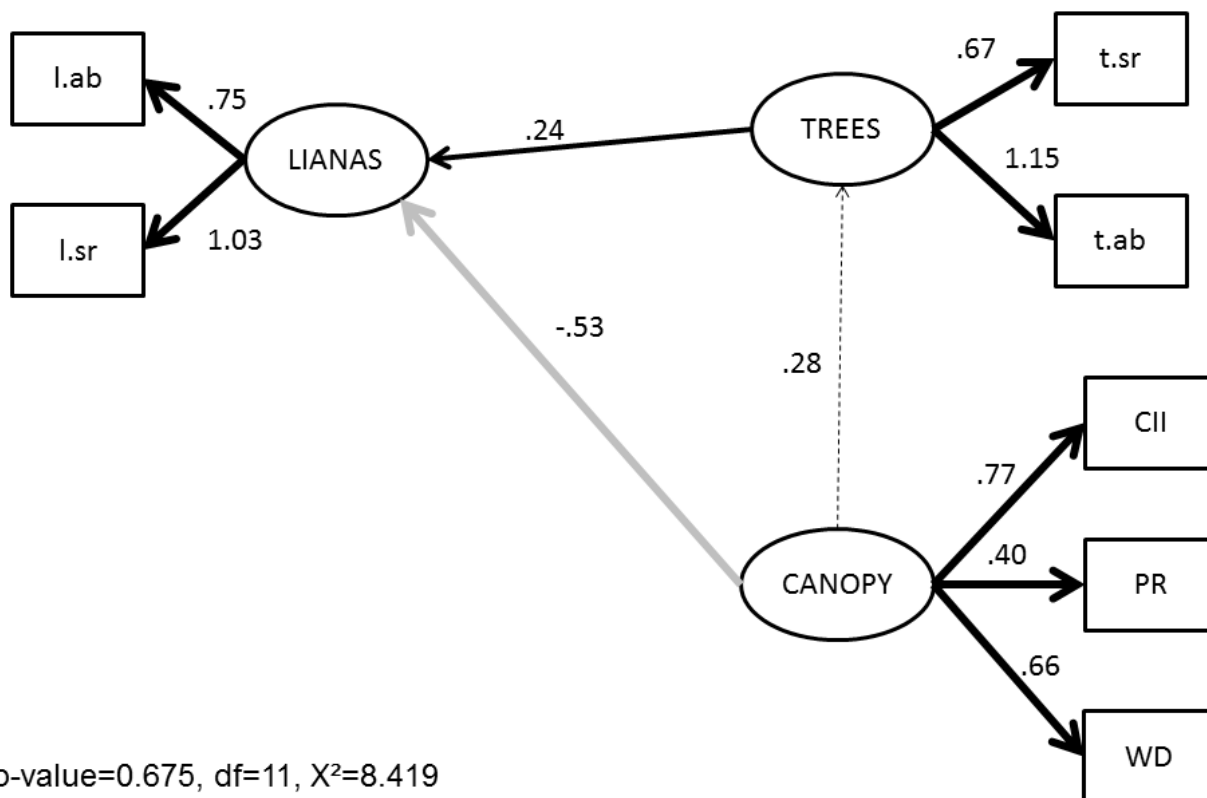 l.ab
.75
LIANAS
l.sr
1.03
.24
TREES
.67
t.sr
1.15
t.ab
-.53
.28
CANOPY
.77
CII
.40
PR
.66
WD
p-value=0.675, df=11, X²=8.419